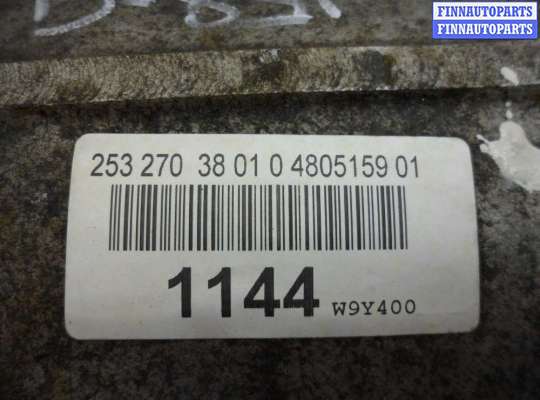 FINNAUTOPARTS
FINNAUTOPARTS
253 270 38 01 0 4805159 01
1144 W9Y400